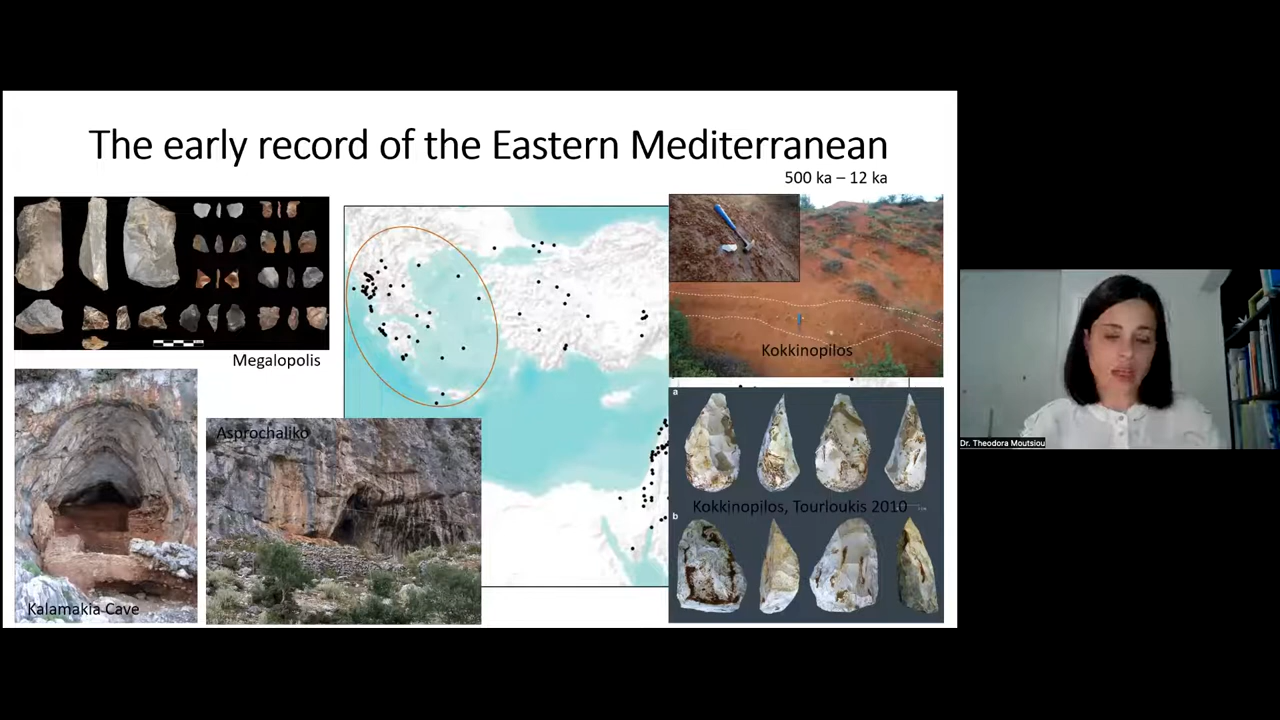 The early record of the Eastern Mediterranean
500 ka – 12 ka
Megalopolis
Kokkinopilos
Asprochaliko
Kalamakia Cave
a
Kokkinopilos, Tourloukis 2010
b
Dr. Theodora Moutsiou